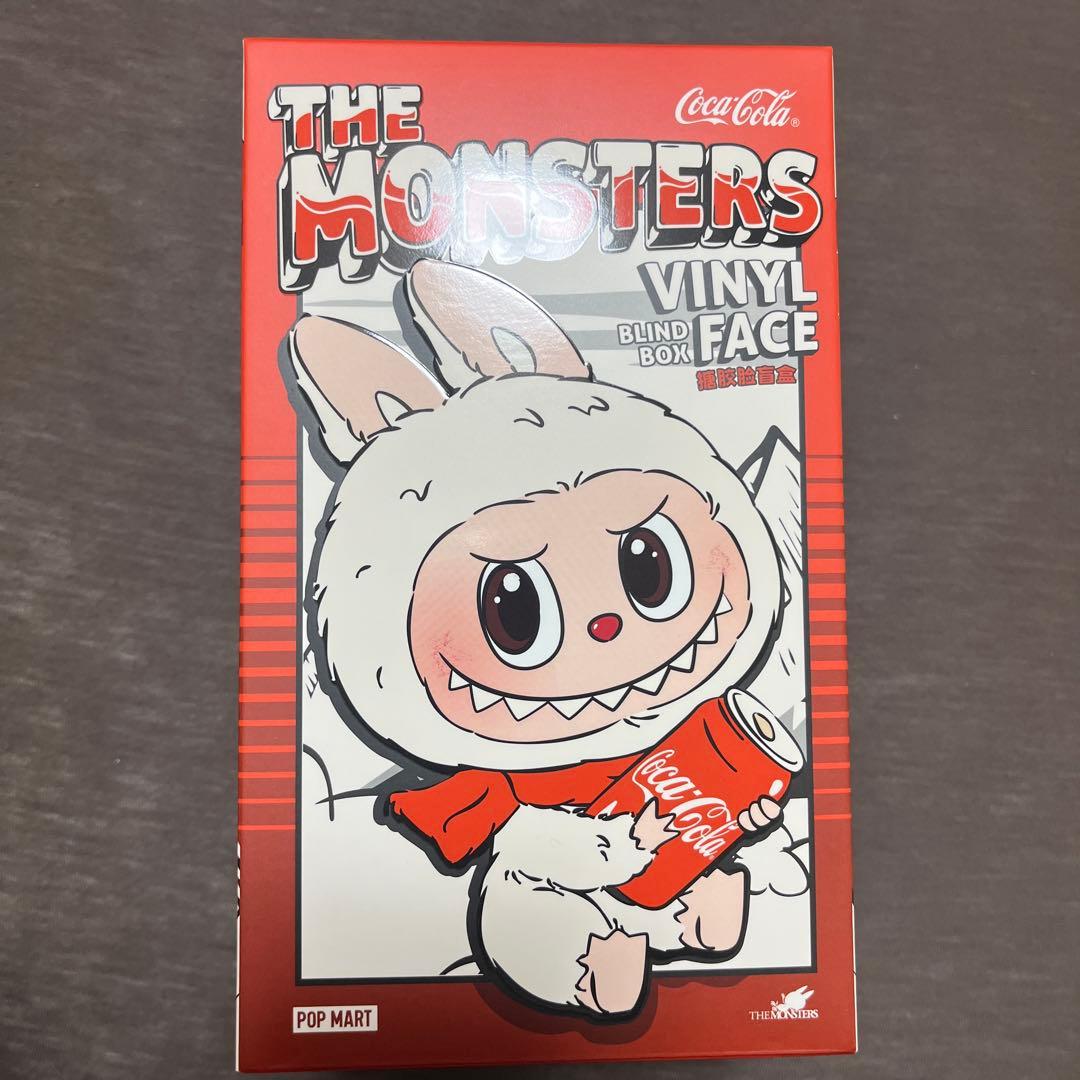 THE
Coca-Cola®
MONSTERS
VINYL
BLIND
BOX
FACE
搪胶脸盲盒
Coca-Cola
POP MART
THE MONSTERS